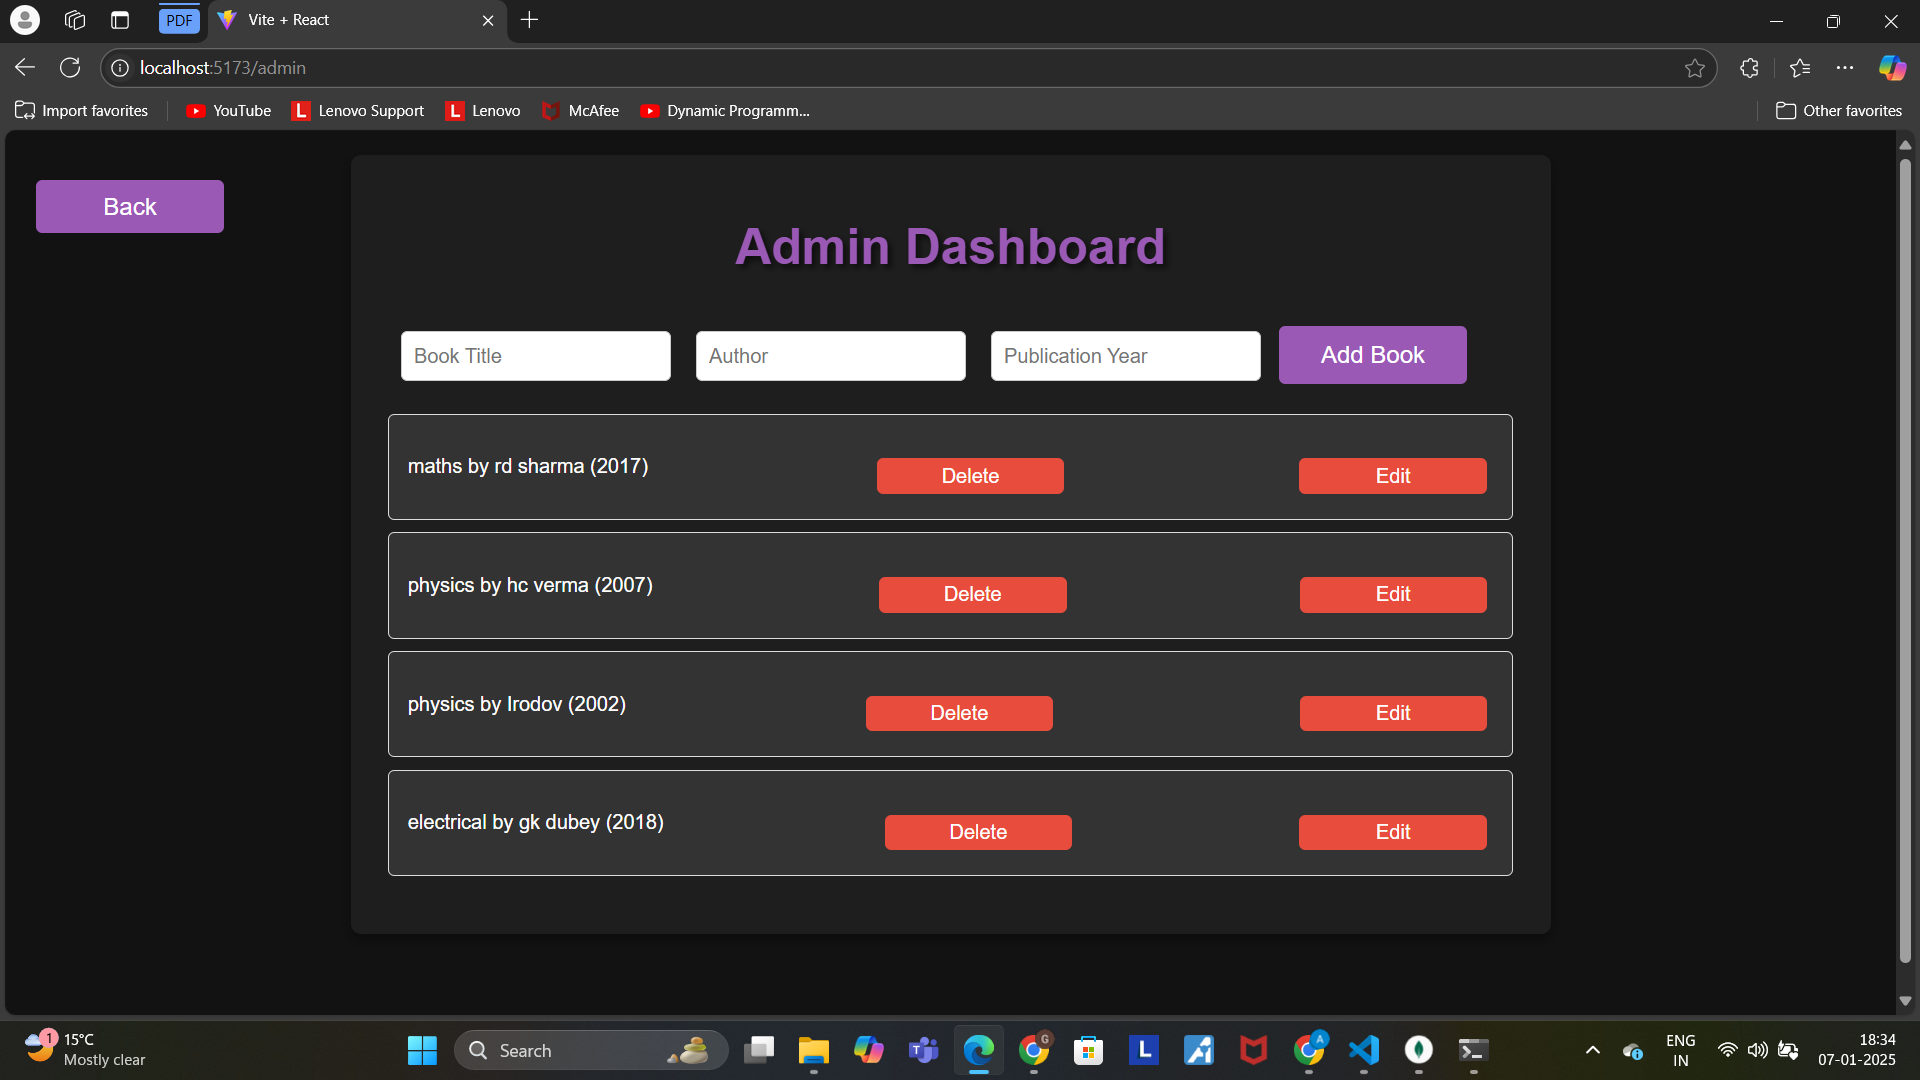 PDF
Vite + React
localhost:5173/admin
Import favorites
YouTube
L
Lenovo Support
L
Lenovo
McAfee
Dynamic Programm...
Other favorites
Back
Admin Dashboard
Book Title
Author
Publication Year
Add Book
maths by rd sharma (2017)
Delete
Edit
physics by hc verma (2007)
Delete
Edit
physics by Irodov (2002)
Delete
Edit
electrical by gk dubey (2018)
Delete
Edit
1
15°C
Mostly clear
Search
T
G
L
A
ENG
IN
18:34
07-01-2025